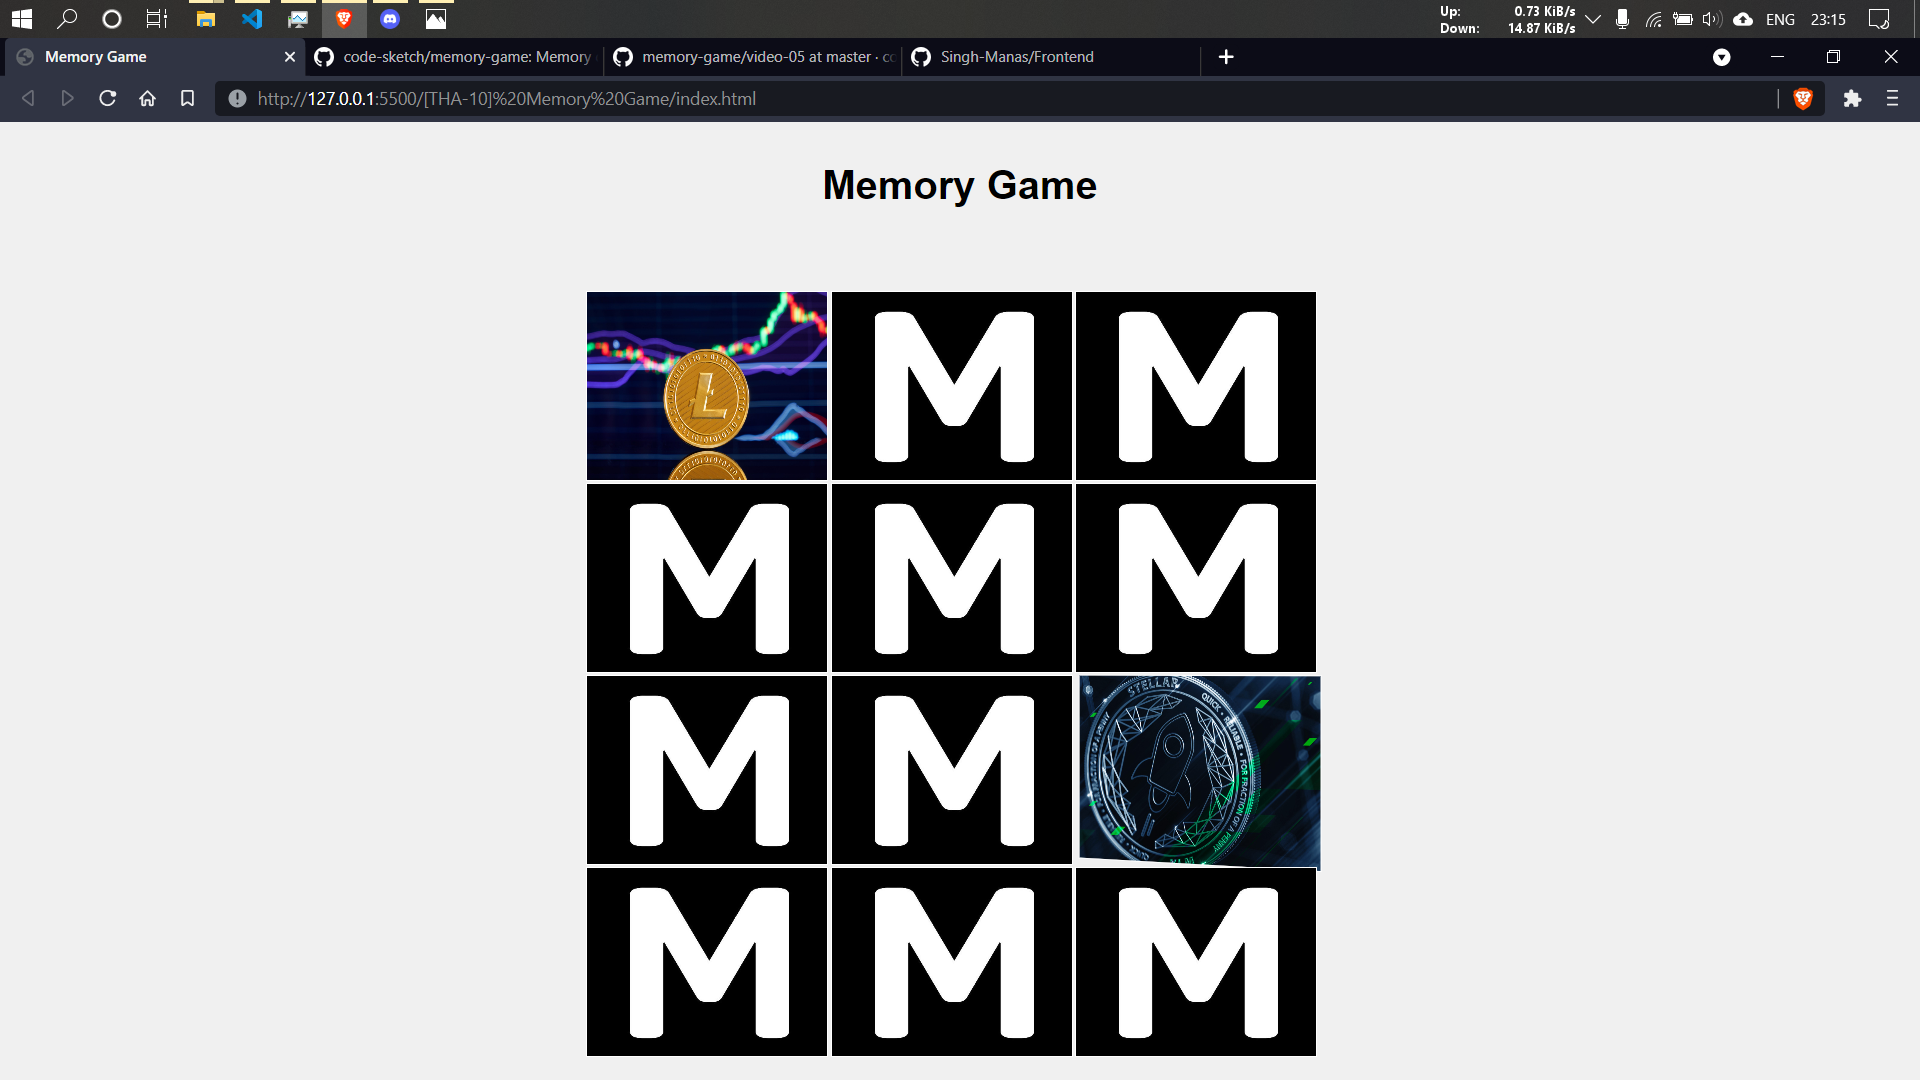 Up: 0.73 KiB/s
Down: 14.87 KiB/s
ENG 23:15
Memory Game
code-sketch/memory-game: Memory
memory-game/video-05 at master · co
Singh-Manas/Frontend
http://127.0.0.1:5500/[THA-10]%20Memory%20Game/index.html
Memory Game
Ł M M
M M M
M M
STELLAR
QUICK • RELIABLE • FOR FRACTION OF A PENNY
M M M